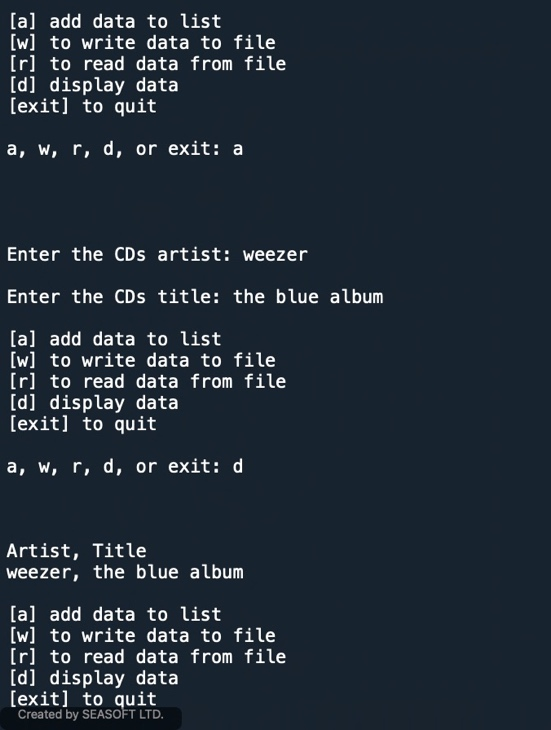 [a] add data to list
[w] to write data to file
[r] to read data from file
[d] display data
[exit] to quit
a, w, r, d, or exit: a
Enter the CDs artist: weezer
Enter the CDs title: the blue album
[a] add data to list
[w] to write data to file
[r] to read data from file
[d] display data
[exit] to quit
a, w, r, d, or exit: d
Artist, Title
weezer, the blue album
[a] add data to list
[w] to write data to file
[r] to read data from file
[d] display data
[exit] to quit
Created by SEASOFT LTD.